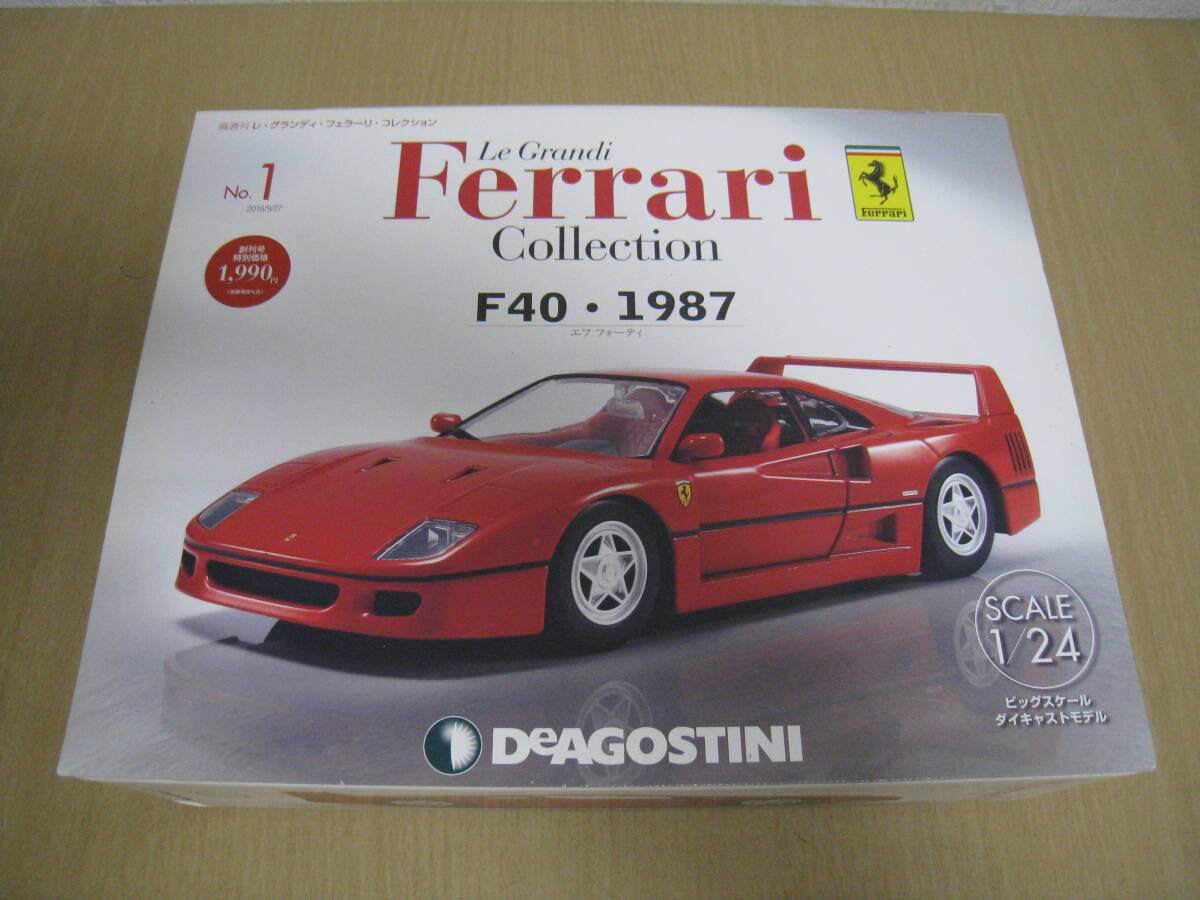 隔週刊 レ・グランディ・フェラーリ・コレクション
Le Grandi
Ferrari
Collection
No. 1
2016/9/27
Ferrari
創刊号
特別価格
1,990円
F40・1987
エフ フォーティ
SCALE
1/24
ビッグスケール
ダイキャストモデル
DeAGOSTINI